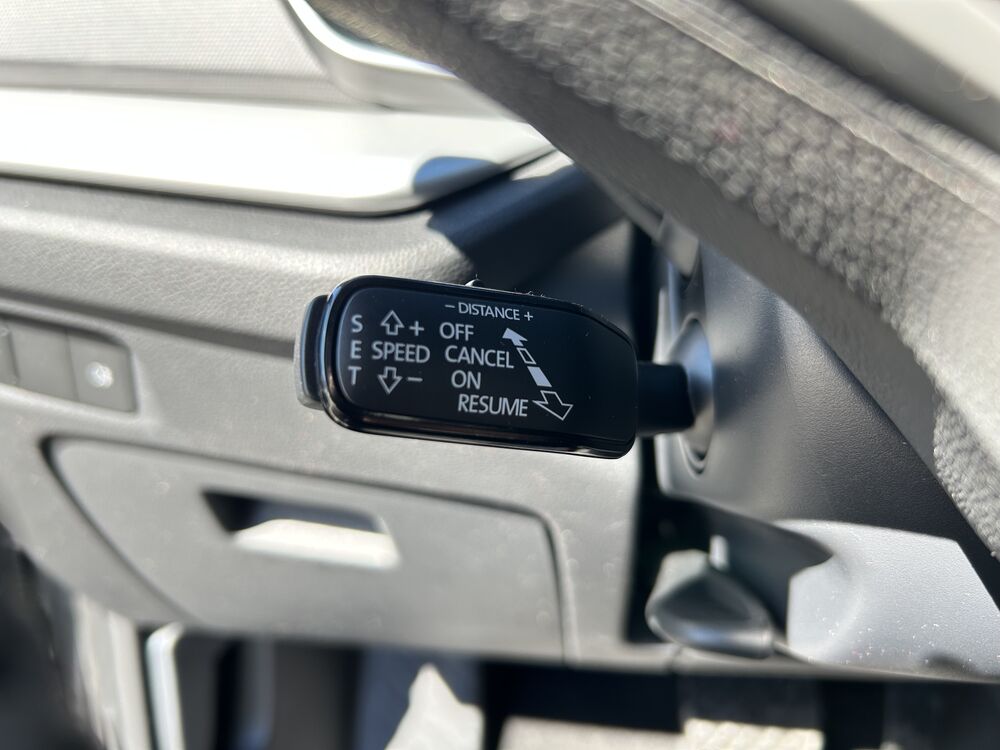 − DISTANCE +
S + OFF
E SPEED CANCEL
T − ON
RESUME